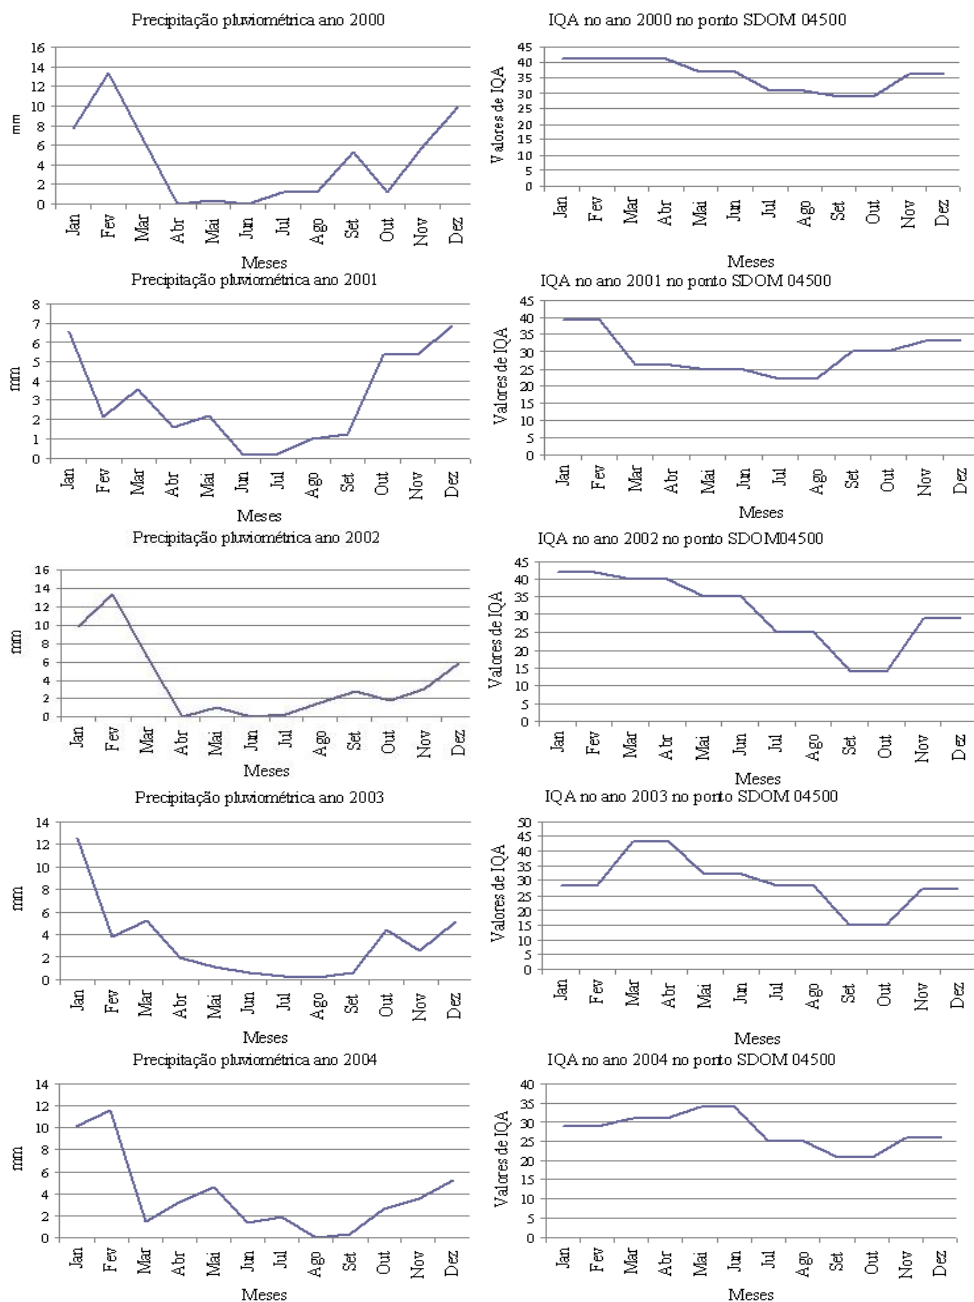 Precipitação pluviométrica ano 2000
16
14
12
10
8
6
4
2
0
mm
Jan Fev Mar Abr Mai Jun Jul Ago Set Out Nov Dez
Meses
IQA no ano 2000 no ponto SDOM 04500
45
40
35
30
25
20
15
10
5
0
Valores de IQA
Jan Fev Mar Abr Mai Jun Jul Ago Set Out Nov Dez
Meses
Precipitação pluviométrica ano 2001
8
7
6
5
4
3
2
1
0
mm
Jan Fev Mar Abr Mai Jun Jul Ago Set Out Nov Dez
Meses
IQA no ano 2001 no ponto SDOM 04500
45
40
35
30
25
20
15
10
5
0
Valores de IQA
Jan Fev Mar Abr Mai Jun Jul Ago Set Out Nov Dez
Meses
Precipitação pluviométrica ano 2002
16
14
12
10
8
6
4
2
0
mm
Jan Fev Mar Abr Mai Jun Jul Ago Set Out Nov Dez
Meses
IQA no ano 2002 no ponto SDOM04500
45
40
35
30
25
20
15
10
5
0
Valores de IQA
Jan Fev Mar Abr Mai Jun Jul Ago Set Out Nov Dez
Meses
Precipitação pluviométrica ano 2003
14
12
10
8
6
4
2
0
mm
Jan Fev Mar Abr Mai Jun Jul Ago Set Out Nov Dez
Meses
IQA no ano 2003 no ponto SDOM 04500
50
45
40
35
30
25
20
15
10
5
0
Valores de IQA
Jan Fev Mar Abr Mai Jun Jul Ago Set Out Nov Dez
Meses
Precipitação pluviométrica ano 2004
14
12
10
8
6
4
2
0
mm
Jan Fev Mar Abr Mai Jun Jul Ago Set Out Nov Dez
Meses
IQA no ano 2004 no ponto SDOM 04500
40
35
30
25
20
15
10
5
0
Valores de IQA
Jan Fev Mar Abr Mai Jun Jul Ago Set Out Nov Dez
Meses